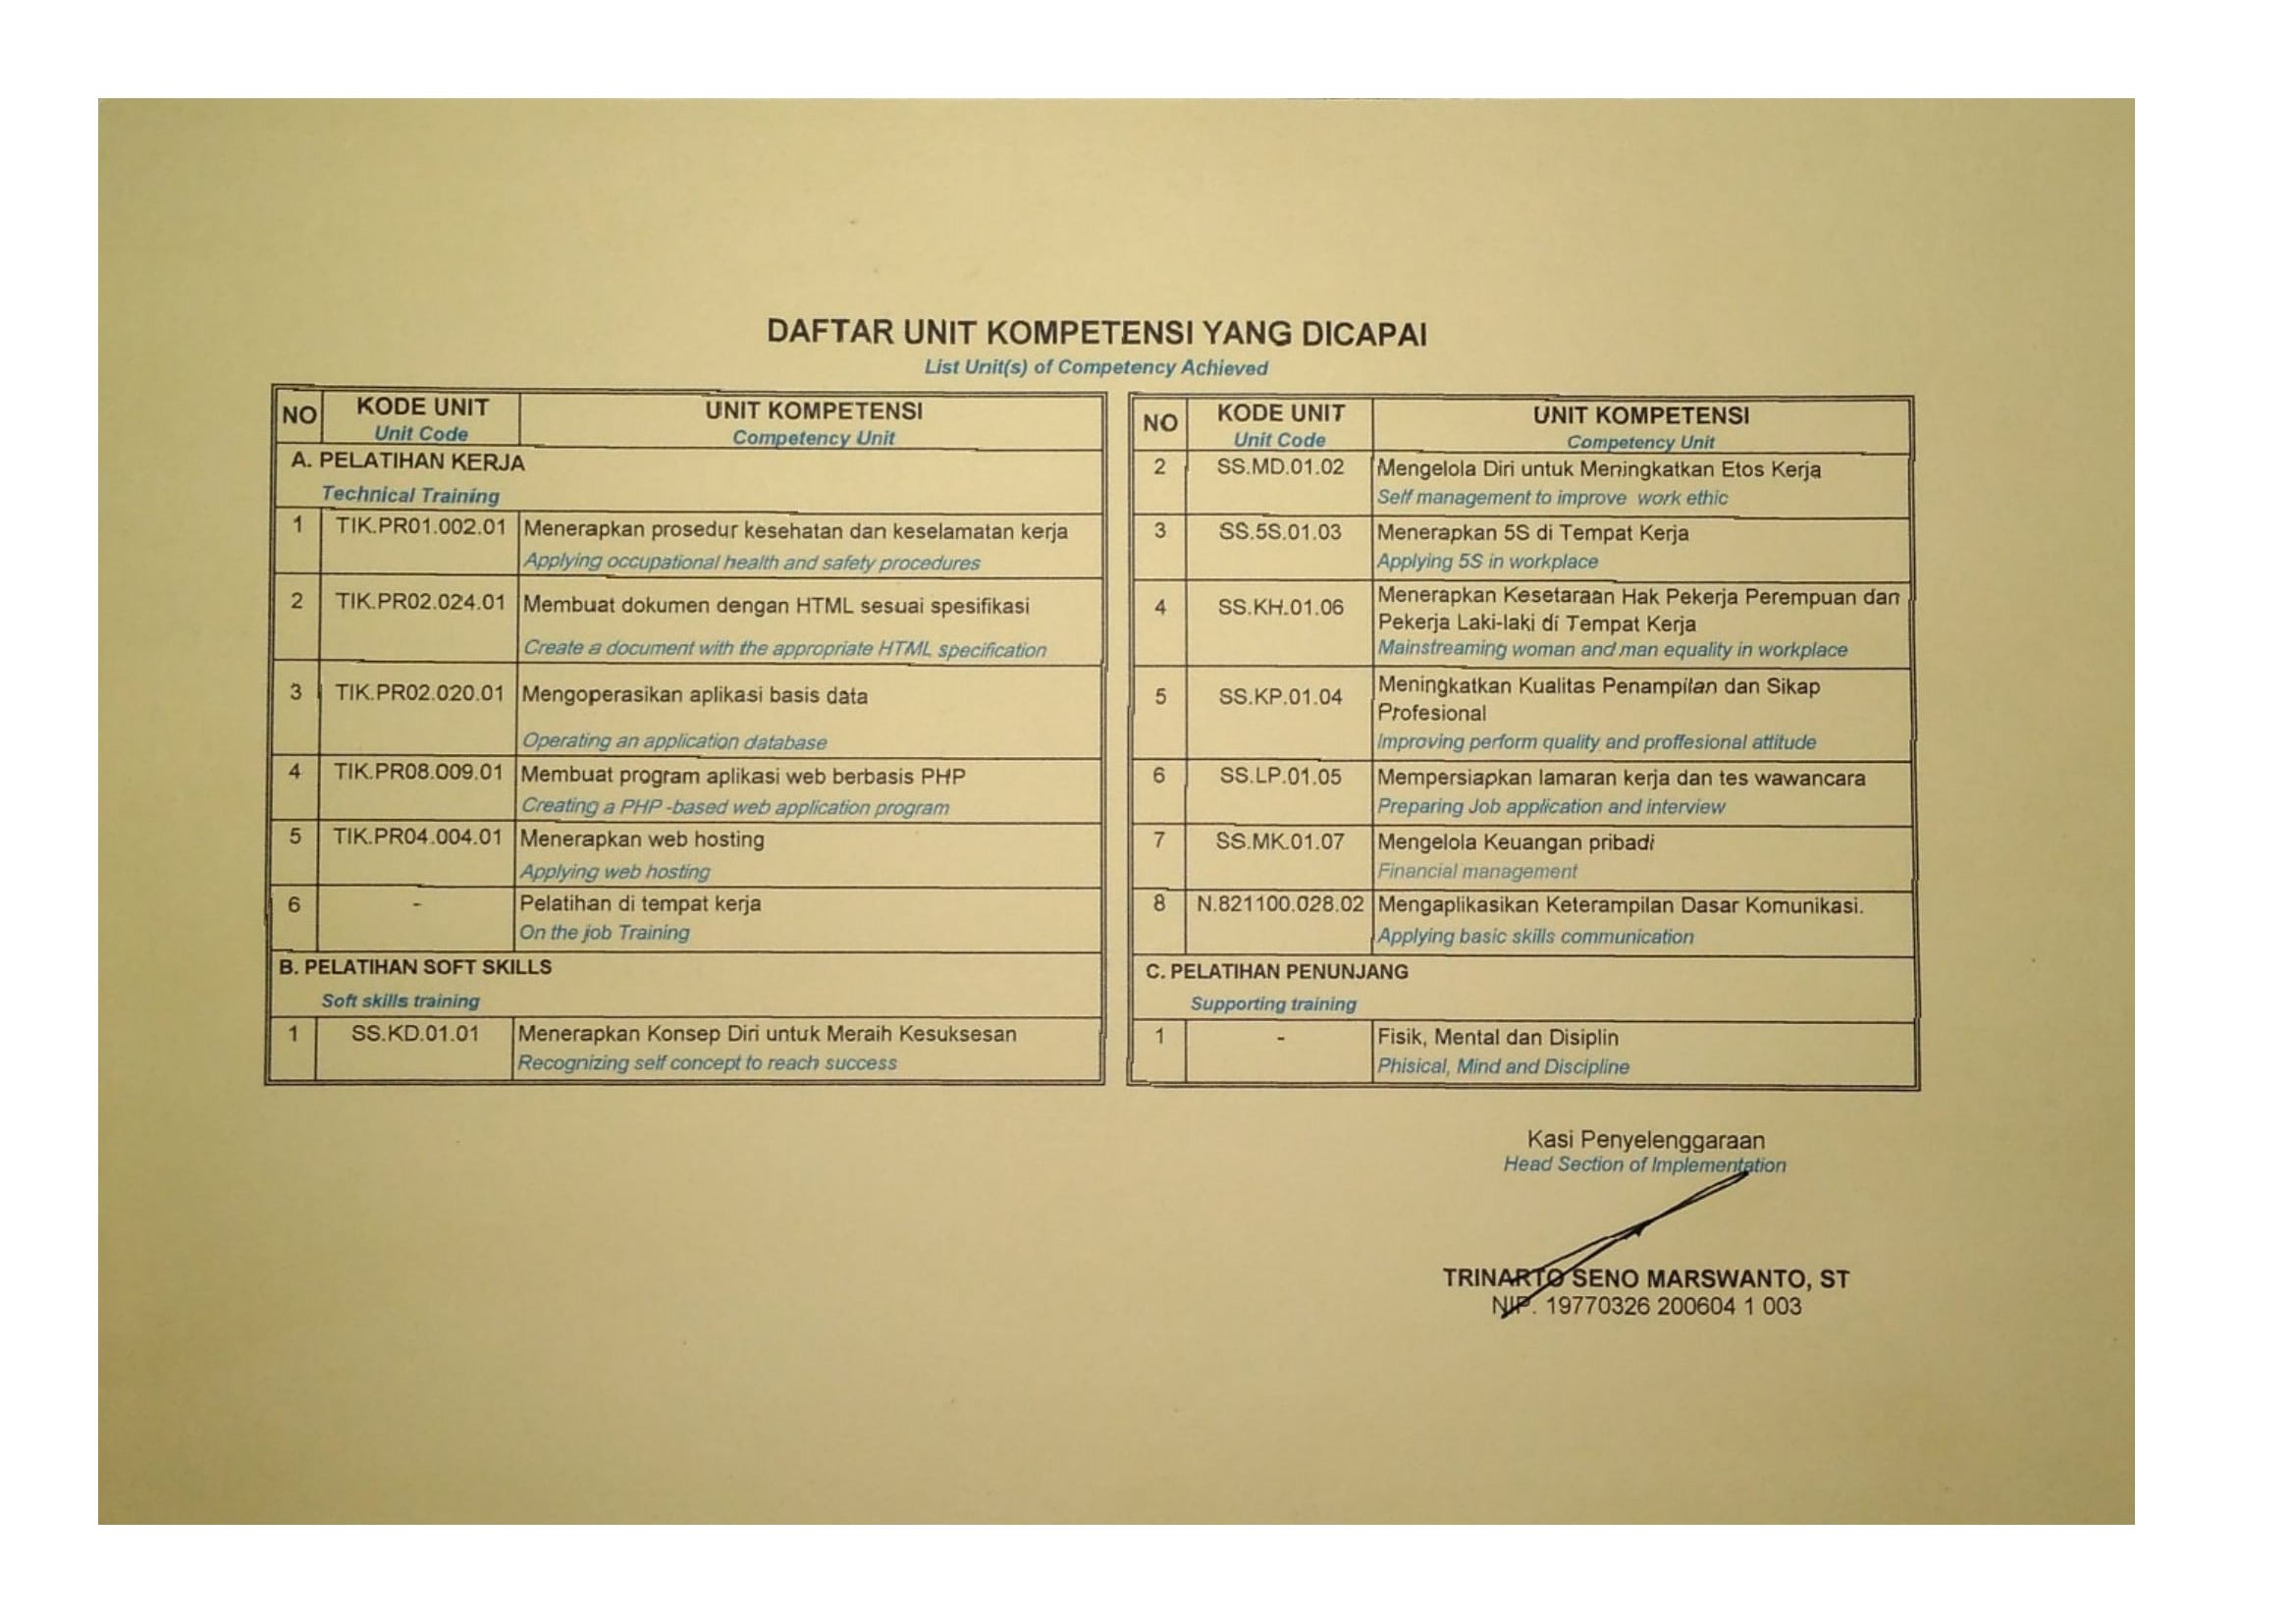 DAFTAR UNIT KOMPETENSI YANG DICAPAI
List Unit(s) of Competency Achieved
NO KODE UNIT UNIT KOMPETENSI
Unit Code Competency Unit
A. PELATIHAN KERJA
Technical Training
1 TIK.PR01.002.01 Menerapkan prosedur kesehatan dan keselamatan kerja
Applying occupational health and safety procedures
2 TIK.PR02.024.01 Membuat dokumen dengan HTML sesuai spesifikasi
Create a document with the appropriate HTML specification
3 TIK.PR02.020.01 Mengoperasikan aplikasi basis data
Operating an application database
4 TIK.PR08.009.01 Membuat program aplikasi web berbasis PHP
Creating a PHP -based web application program
5 TIK.PR04.004.01 Menerapkan web hosting
Applying web hosting
6 - Pelatihan di tempat kerja
On the job Training
B. PELATIHAN SOFT SKILLS
Soft skills training
1 SS.KD.01.01 Menerapkan Konsep Diri untuk Meraih Kesuksesan
Recognizing self concept to reach success
NO KODE UNIT UNIT KOMPETENSI
Unit Code Competency Unit
2 SS.MD.01.02 Mengelola Diri untuk Meningkatkan Etos Kerja
Self management to improve work ethic
3 SS.5S.01.03 Menerapkan 5S di Tempat Kerja
Applying 5S in workplace
4 SS.KH.01.06 Menerapkan Kesetaraan Hak Pekerja Perempuan dan
Pekerja Laki-laki di Tempat Kerja
Mainstreaming woman and man equality in workplace
5 SS.KP.01.04 Meningkatkan Kualitas Penampilan dan Sikap
Profesional
Improving perform quality and proffesional attitude
6 SS.LP.01.05 Mempersiapkan lamaran kerja dan tes wawancara
Preparing Job application and interview
7 SS.MK.01.07 Mengelola Keuangan pribadi
Financial management
8 N.821100.028.02 Mengaplikasikan Keterampilan Dasar Komunikasi.
Applying basic skills communication
C. PELATIHAN PENUNJANG
Supporting training
1 - Fisik, Mental dan Disiplin
Phisical, Mind and Discipline
Kasi Penyelenggaraan
Head Section of Implementation
TRINARTO SENO MARSWANTO, ST
NIP. 19770326 200604 1 003